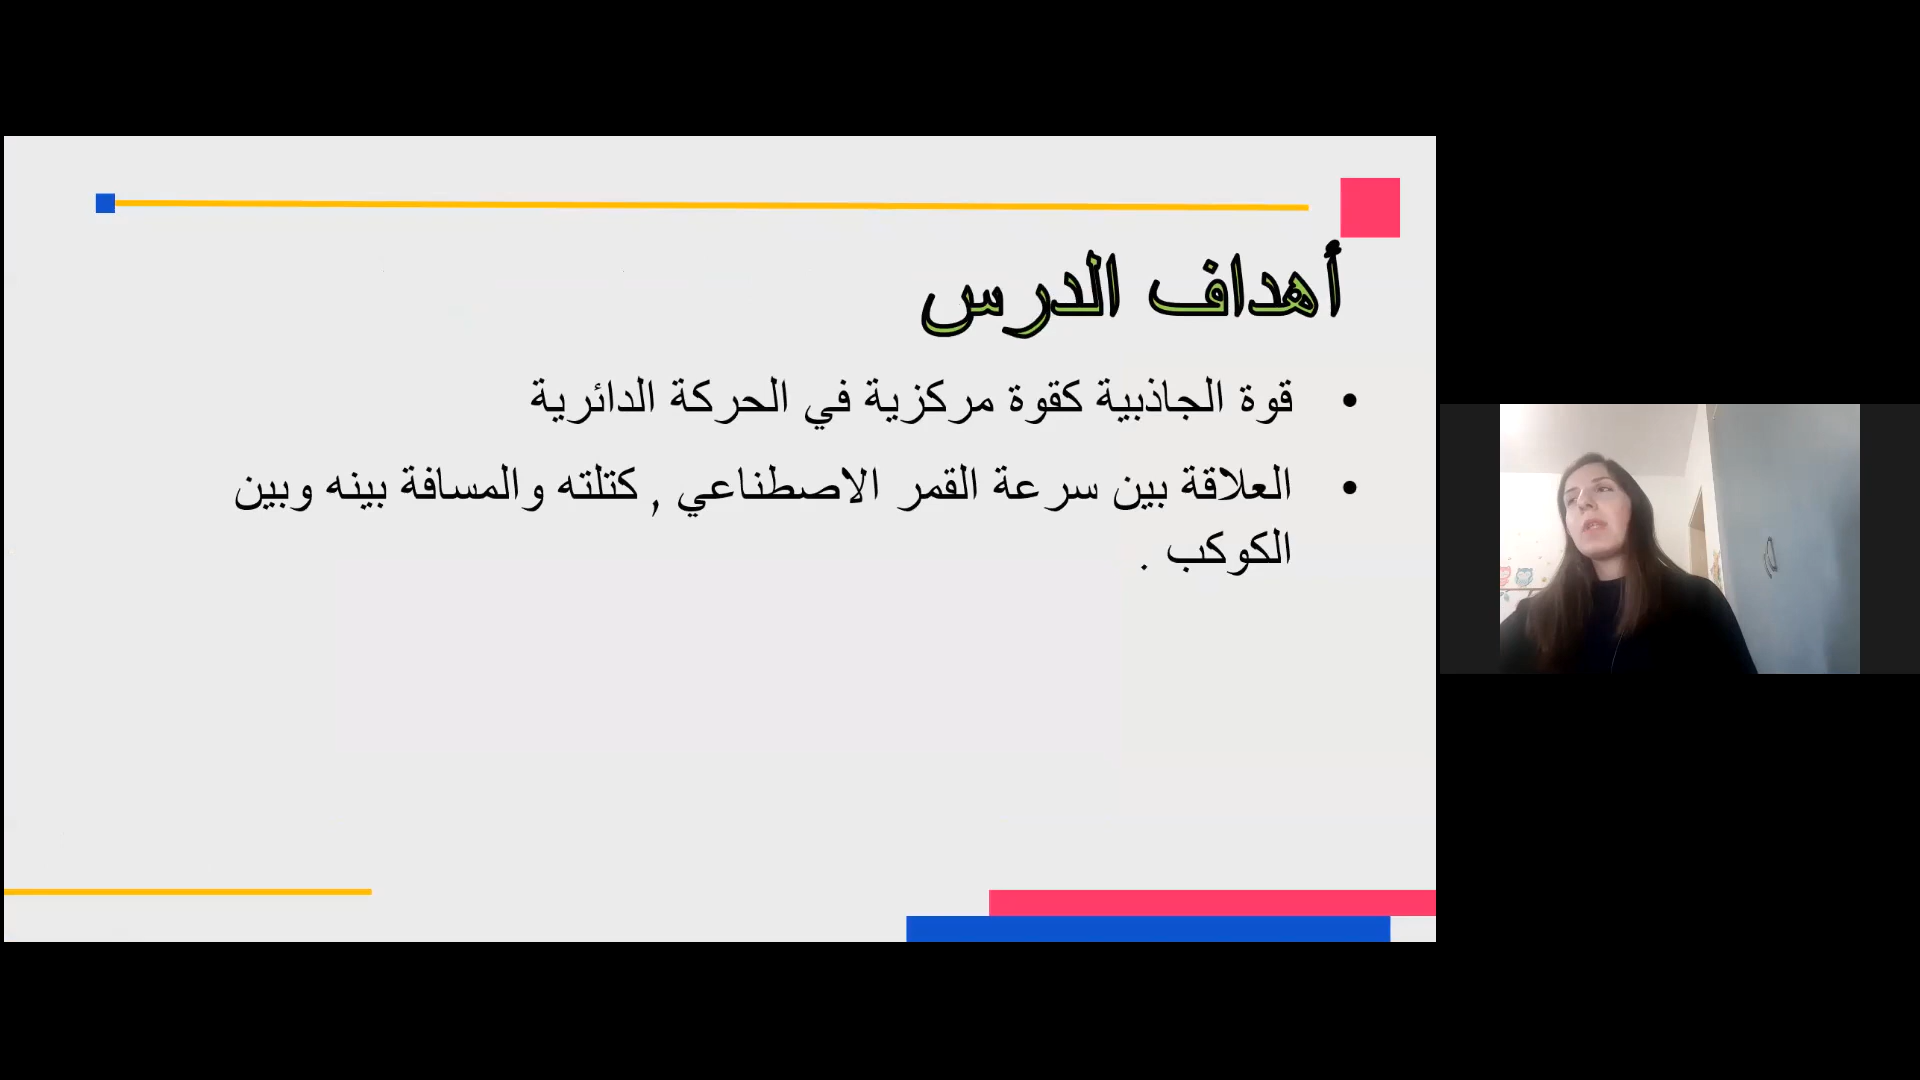 أهداف الدرس
• قوة الجاذبية كقوة مركزية في الحركة الدائرية
• العلاقة بين سرعة القمر الاصطناعي , كتلته والمسافة بينه وبين
الكوكب .